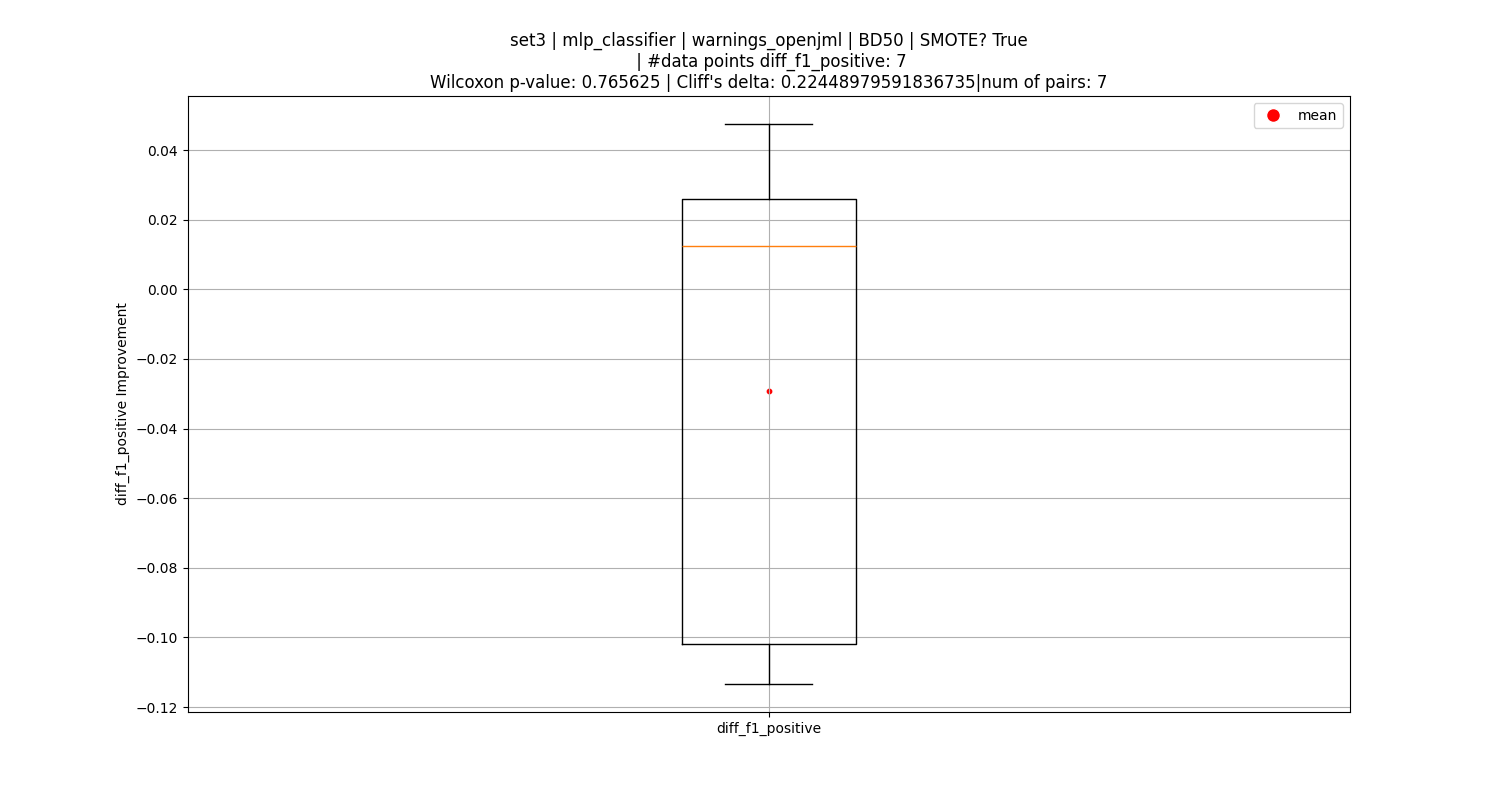 set3 | mlp_classifier | warnings_openjml | BD50 | SMOTE? True
| #data points diff_f1_positive: 7
Wilcoxon p-value: 0.765625 | Cliff's delta: 0.22448979591836735|num of pairs: 7
mean
0.04
0.02
0.00
−0.02
−0.04
−0.06
−0.08
−0.10
−0.12
diff_f1_positive Improvement
diff_f1_positive